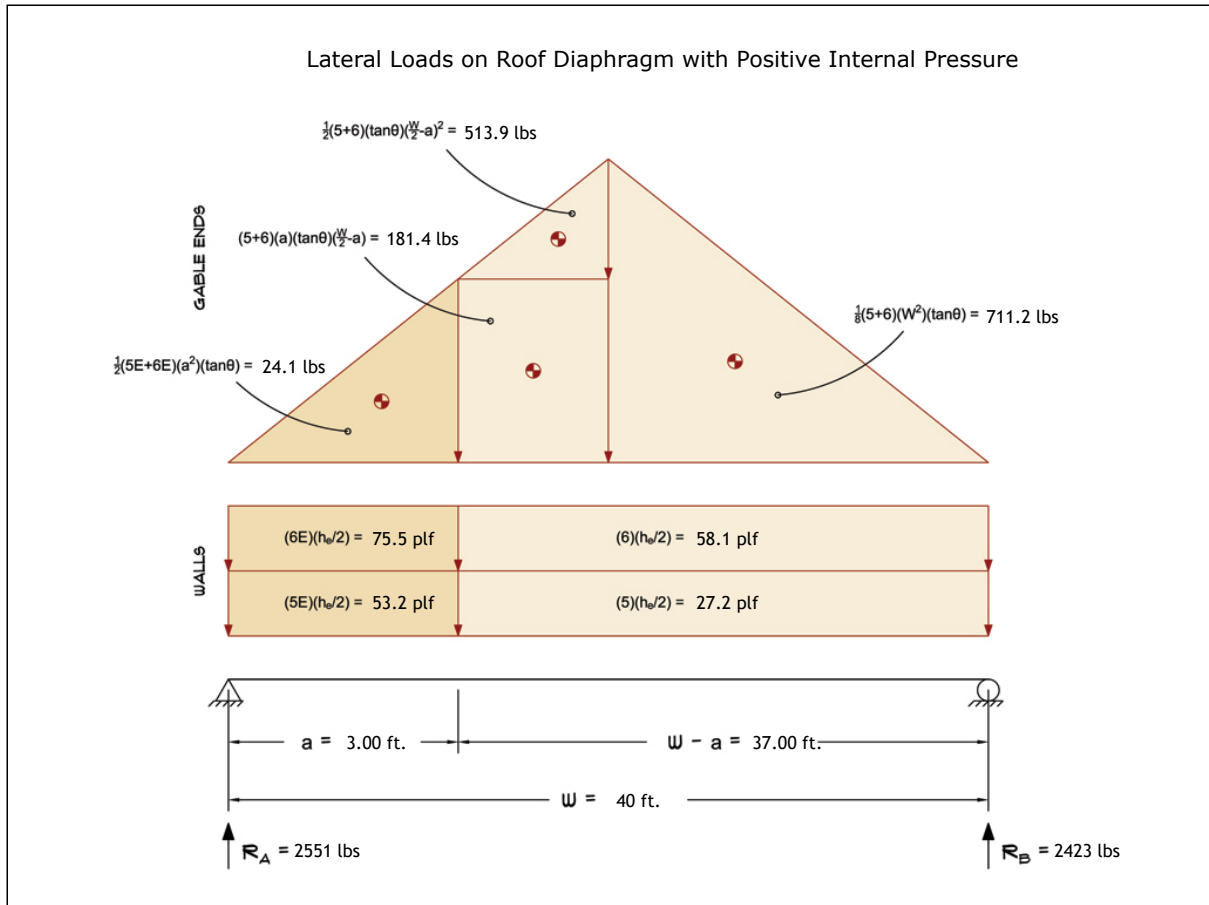 Lateral Loads on Roof Diaphragm with Positive Internal Pressure
½(5+6)(tanθ)(W/2-a)² = 513.9 lbs
GABLE ENDS
(5+6)(a)(tanθ)(W/2-a) = 181.4 lbs
⅛(5+6)(W²)(tanθ) = 711.2 lbs
½(5E+6E)(a²)(tanθ) = 24.1 lbs
WALLS
(6E)(hₑ/2) = 75.5 plf
(6)(hₑ/2) = 58.1 plf
(5E)(hₑ/2) = 53.2 plf
(5)(hₑ/2) = 27.2 plf
a = 3.00 ft.
W - a = 37.00 ft.
W = 40 ft.
R_A = 2551 lbs
R_B = 2423 lbs